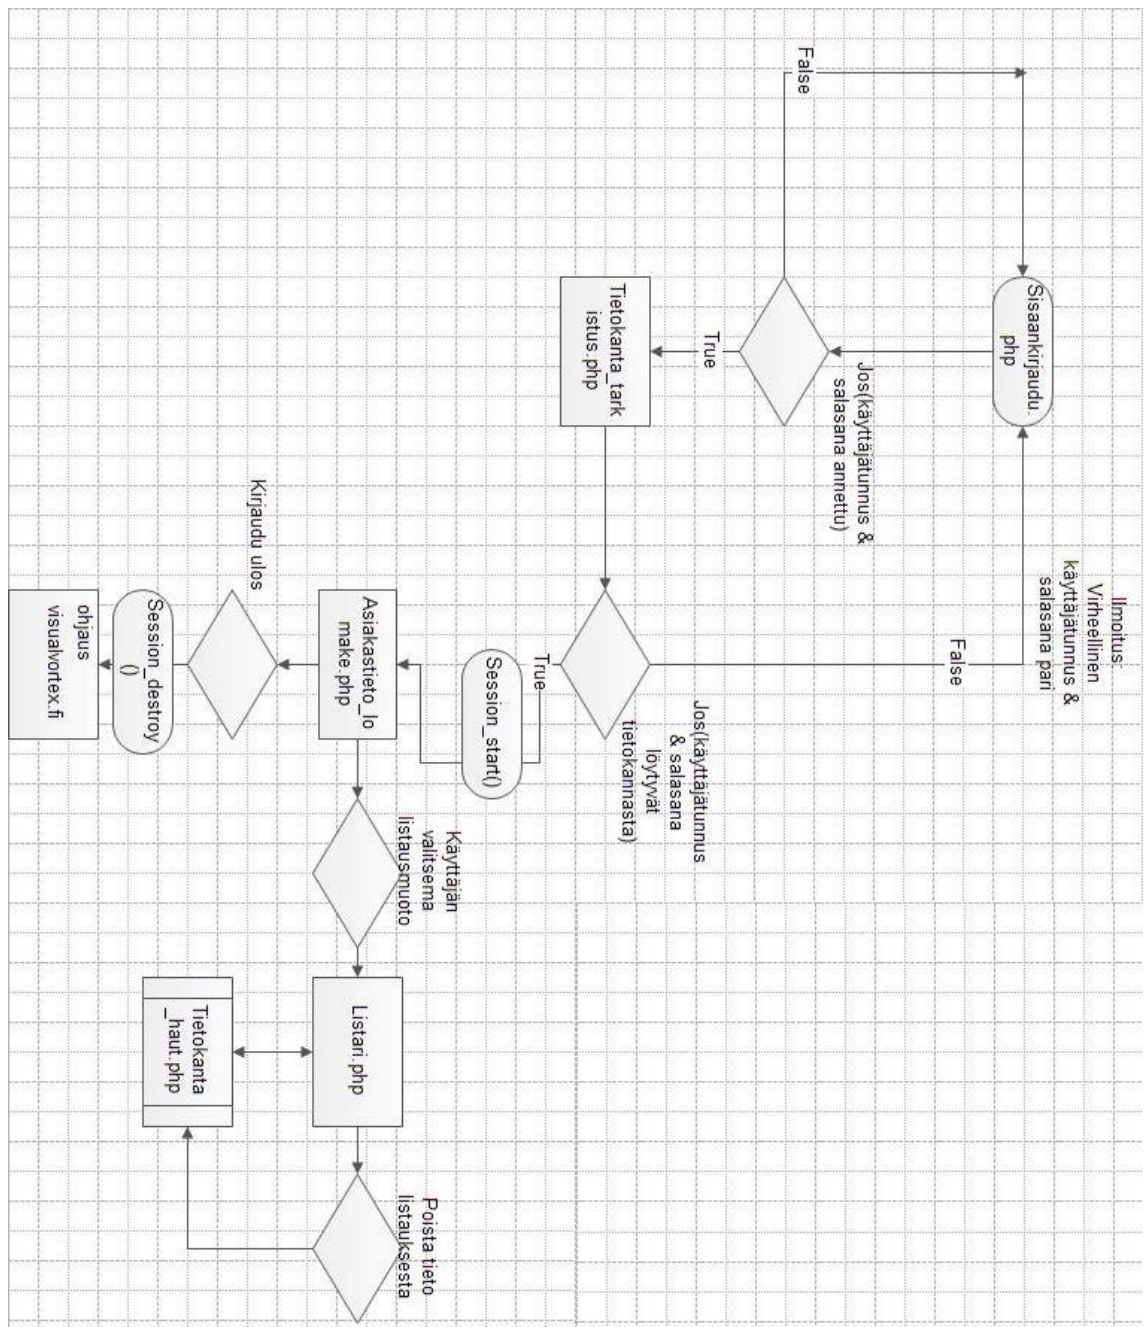 False
Sisaankirjaudu.
php
Jos(käyttäjätunnus &
salasana annettu)
True
Tietokanta_tark
istus.php
Ilmoitus:
Virheellinen
käyttäjätunnus &
salasana pari
False
Jos(käyttäjätunnus
& salasana
löytyvät
tietokannasta)
True
Session_start()
Asiakastieto_lo
make.php
Kirjaudu ulos
Session_destroy
()
ohjaus
visualvortex.fi
Käyttäjän
valitsema
listausmuoto
Listari.php
Tietokanta
_haut.php
Poista tieto
listauksesta